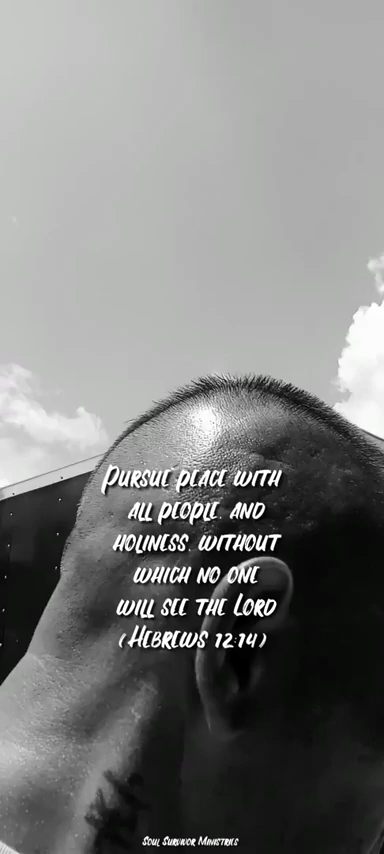 Pursue peace with
all people, and
holiness, without
which no one
will see the Lord
(Hebrews 12:14)
Soul Survivor Ministries